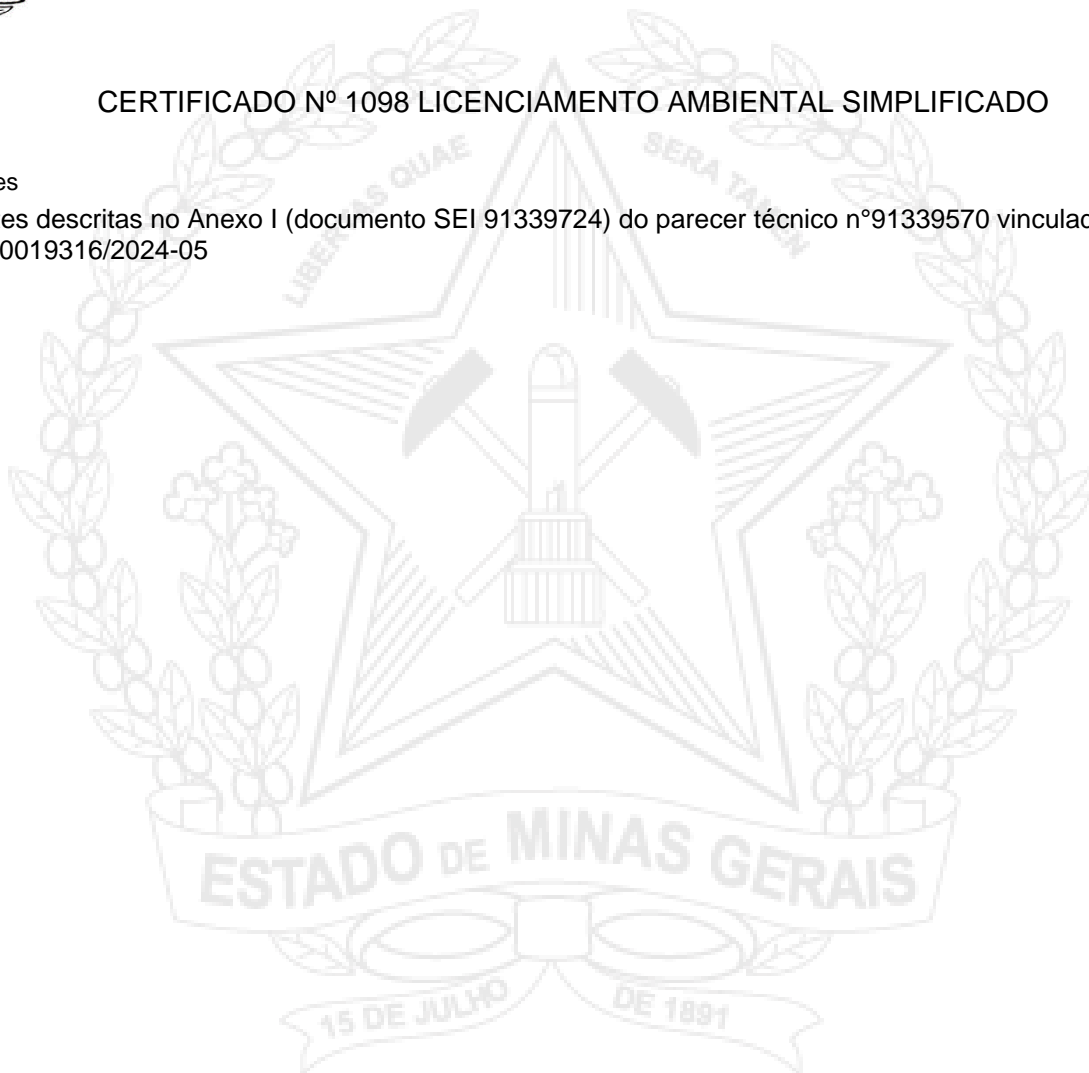 CERTIFICADO Nº 1098 LICENCIAMENTO AMBIENTAL SIMPLIFICADO
es
es descritas no Anexo I (documento SEI 91339724) do parecer técnico n°91339570 vinculad
0019316/2024-05
LIBERTAS QUAE SERA TAMEN
ESTADO DE MINAS GERAIS
15 DE JULHO DE 1891